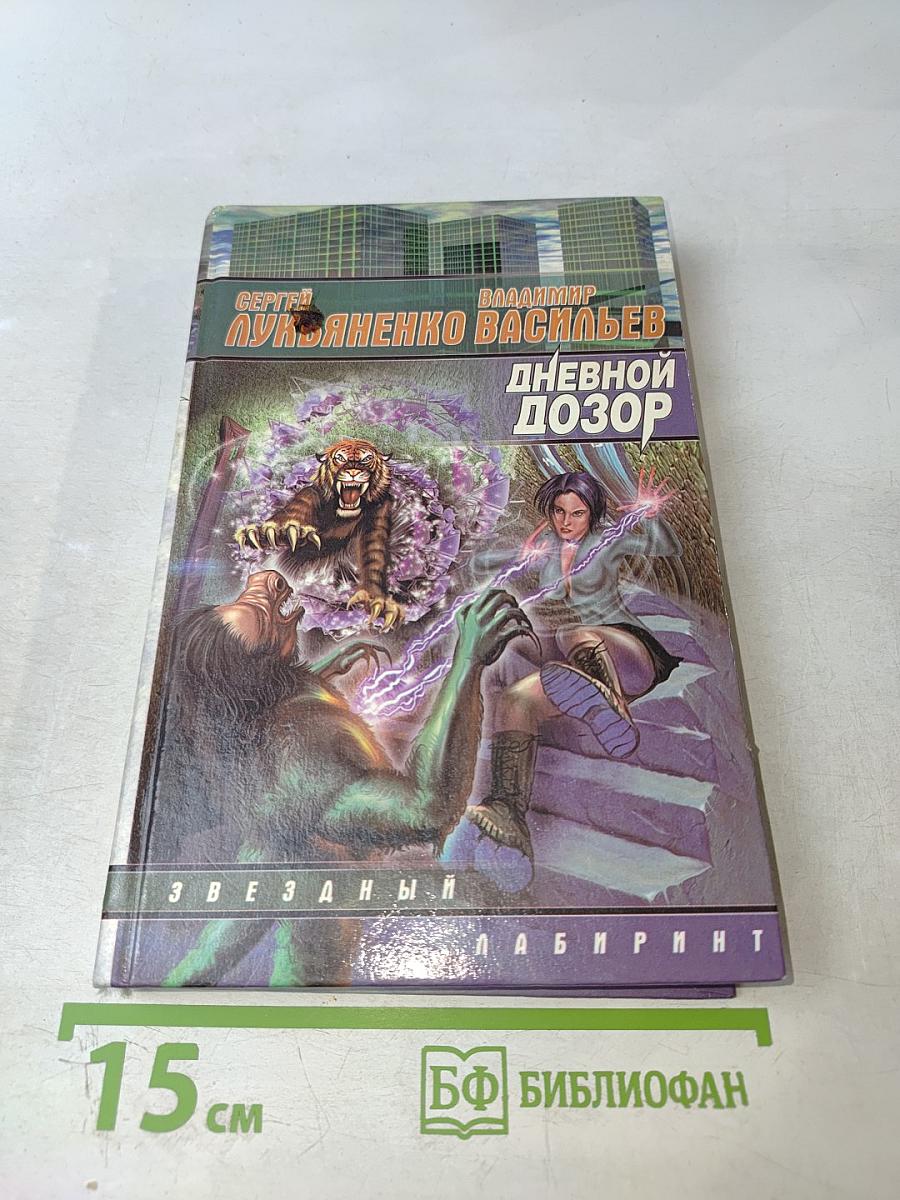 СЕРГЕЙ ВЛАДИМИР
ЛУКЬЯНЕНКО ВАСИЛЬЕВ
ДНЕВНОЙ
ДОЗОР
ЗВЕЗДНЫЙ
ЛАБИРИНТ
15 см
БФ БИБЛИОФАН